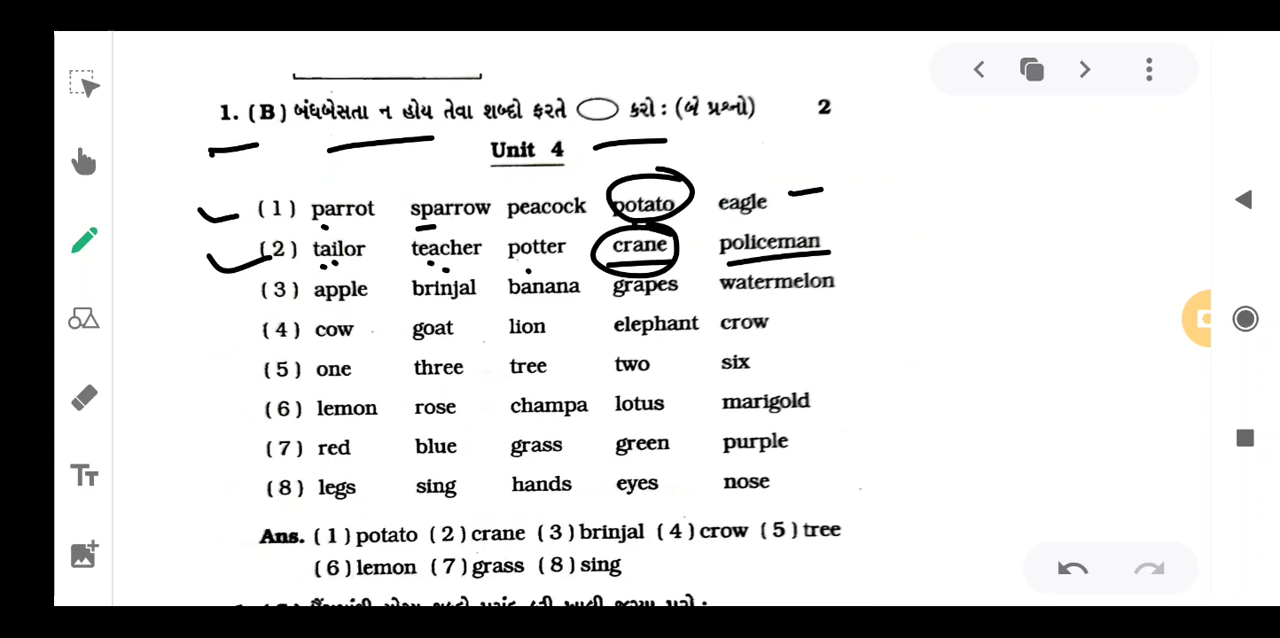 1. (B) બંધબેસતા ન હોય તેવા શબ્દો ફરતે કરો : (બે પ્રશ્નો) 2
Unit 4
(1) parrot sparrow peacock potato eagle
(2) tailor teacher potter crane policeman
(3) apple brinjal banana grapes watermelon
(4) cow goat lion elephant crow
(5) one three tree two six
(6) lemon rose champa lotus marigold
(7) red blue grass green purple
(8) legs sing hands eyes nose
Ans. (1) potato (2) crane (3) brinjal (4) crow (5) tree
(6) lemon (7) grass (8) sing